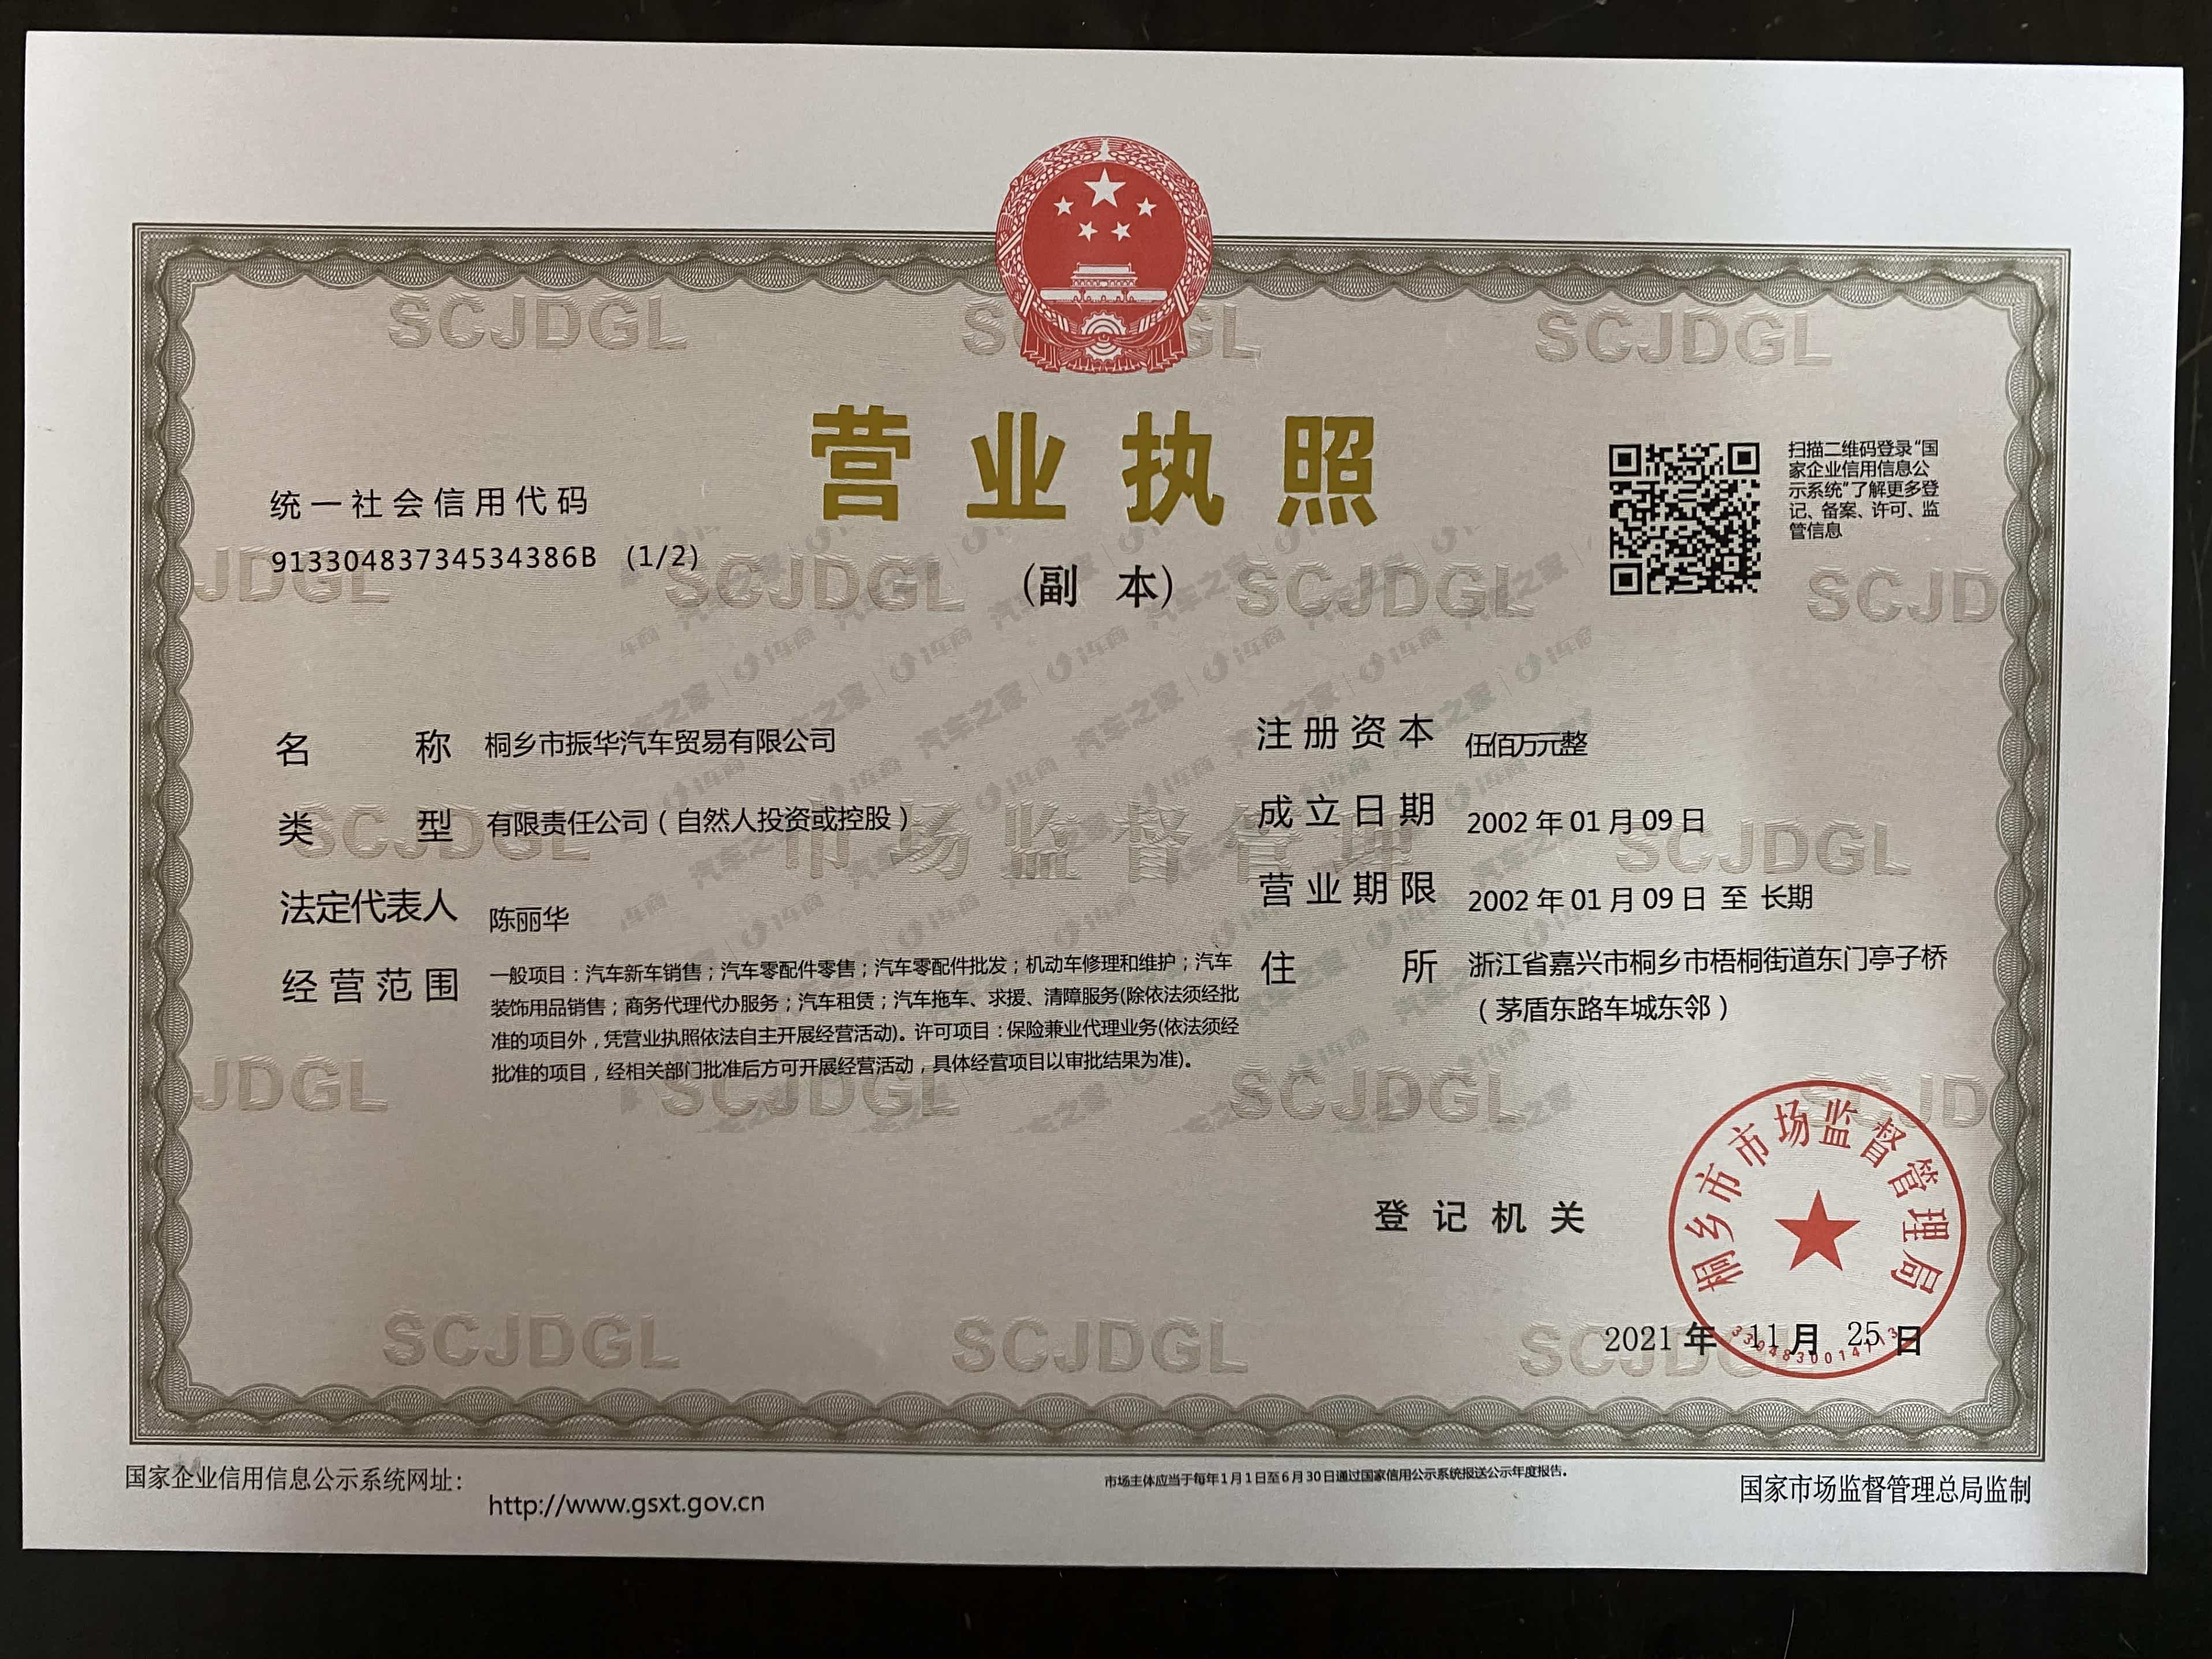 营业执照
(副 本)
统一社会信用代码
91330483734534386B (1/2)
扫描二维码登录“国
家企业信用信息公
示系统”了解更多登
记、备案、许可、监
管信息
名 称 桐乡市振华汽车贸易有限公司
类 型 有限责任公司（自然人投资或控股）
法定代表人 陈丽华
经营范围 一般项目：汽车新车销售；汽车零配件零售；汽车零配件批发；机动车修理和维护；汽车
装饰用品销售；商务代理代办服务；汽车租赁；汽车拖车、求援、清障服务(除依法须经批
准的项目外，凭营业执照依法自主开展经营活动)。许可项目：保险兼业代理业务(依法须经
批准的项目，经相关部门批准后方可开展经营活动，具体经营项目以审批结果为准)。
注册资本 伍佰万元整
成立日期 2002年01月09日
营业期限 2002年01月09日 至 长期
住 所 浙江省嘉兴市桐乡市梧桐街道东门亭子桥
（茅盾东路车城东邻）
登记机关
桐乡市市场监督管理局
2021 年 11 月 25 日
国家企业信用信息公示系统网址：
http://www.gsxt.gov.cn
市场主体应当于每年1月1日至6月30日通过国家信用公示系统报送公示年度报告。
国家市场监督管理总局监制
SCJDGL
市场监督管理
汽车之家
i车商